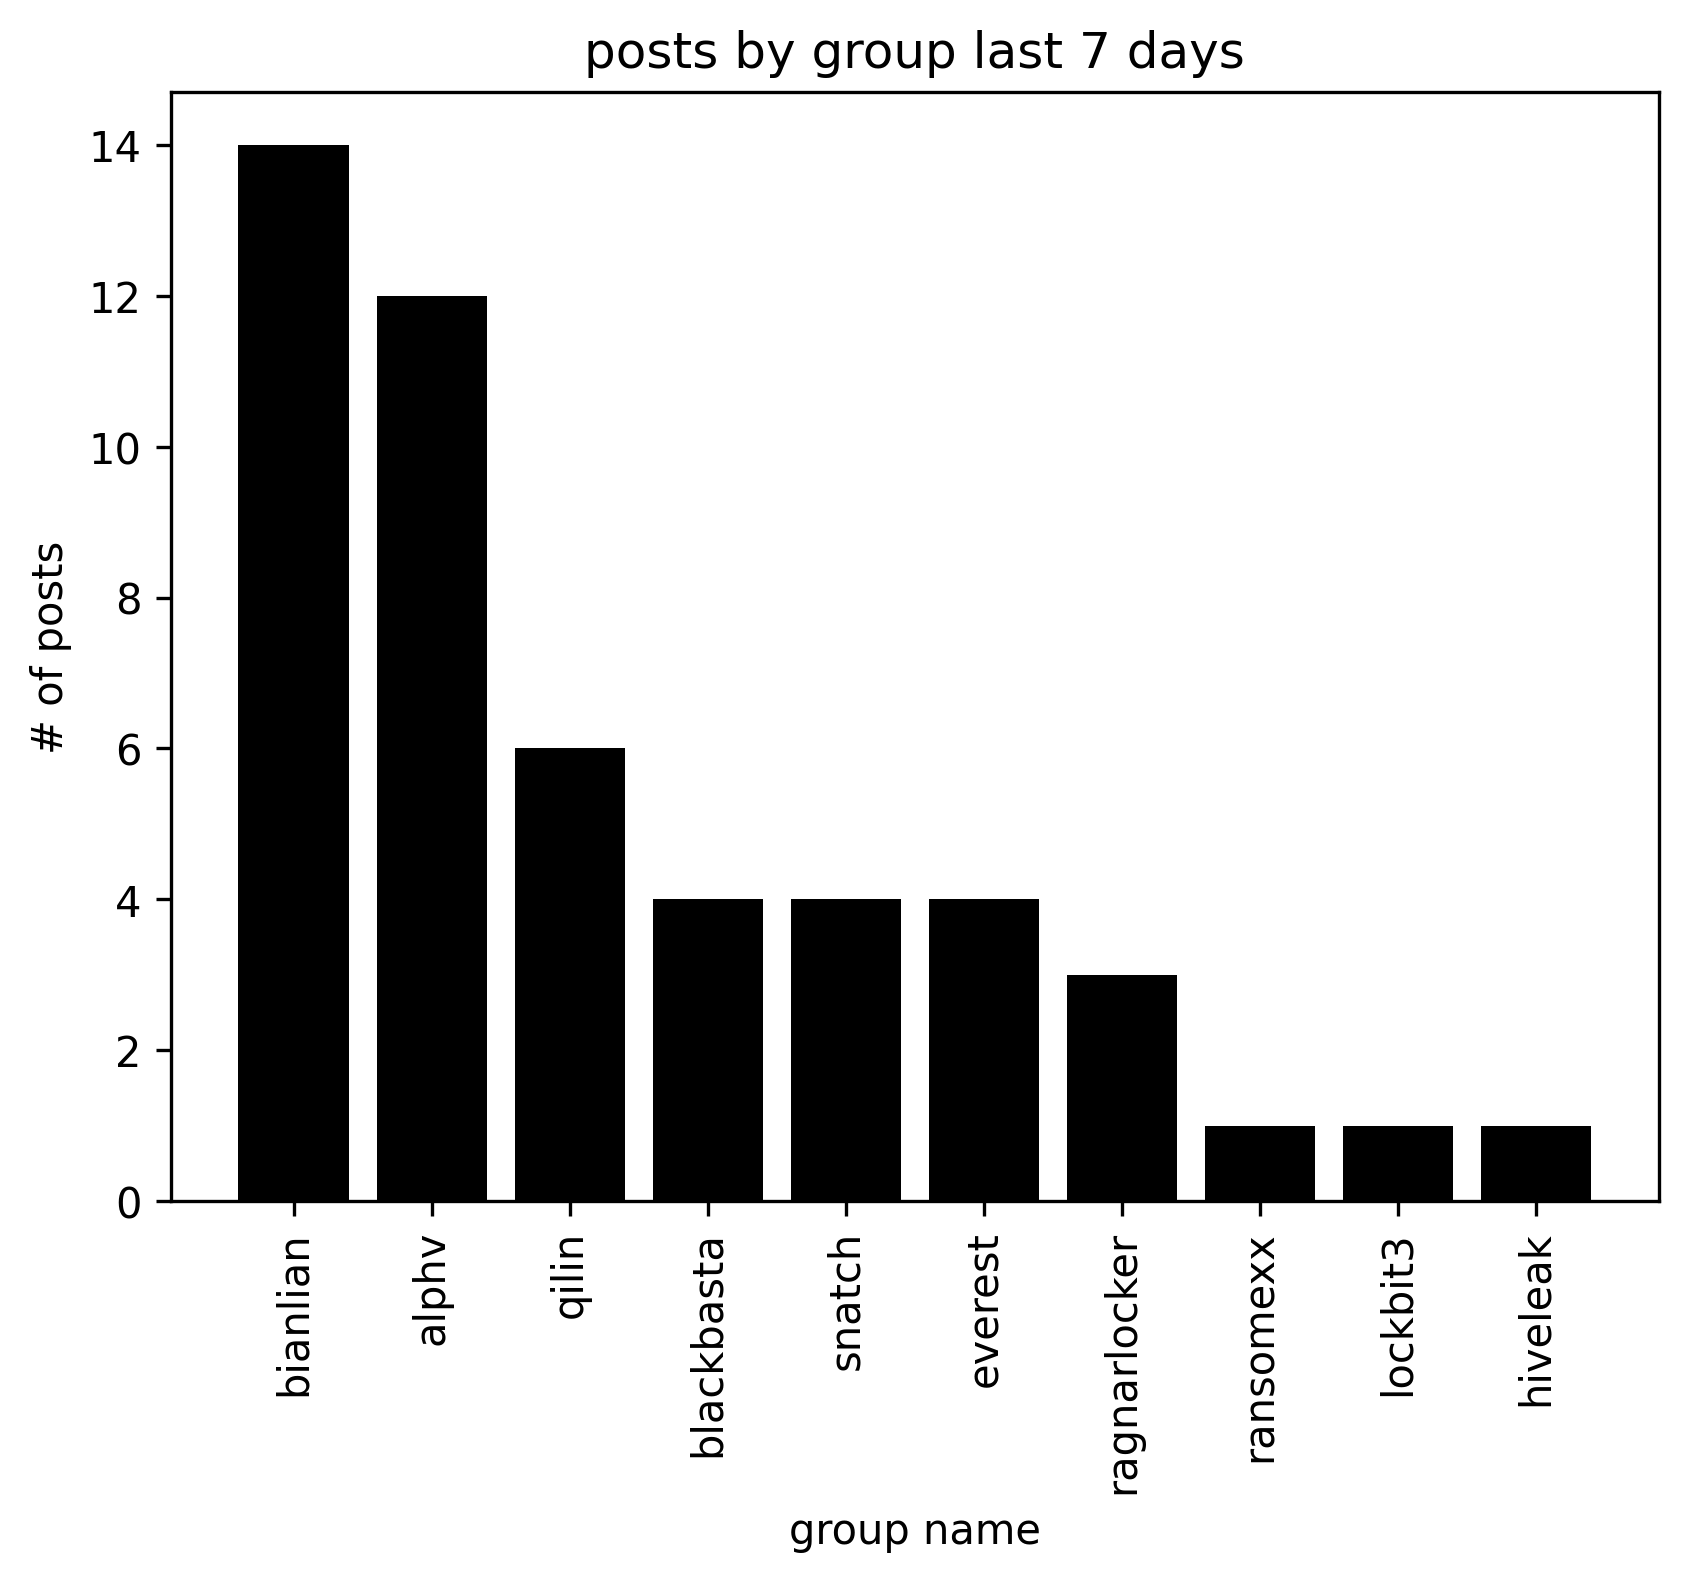 posts by group last 7 days
14
12
10
8
6
4
2
0
# of posts
bianlian
alphv
qilin
blackbasta
snatch
everest
ragnarlocker
ransomexx
lockbit3
hiveleak
group name